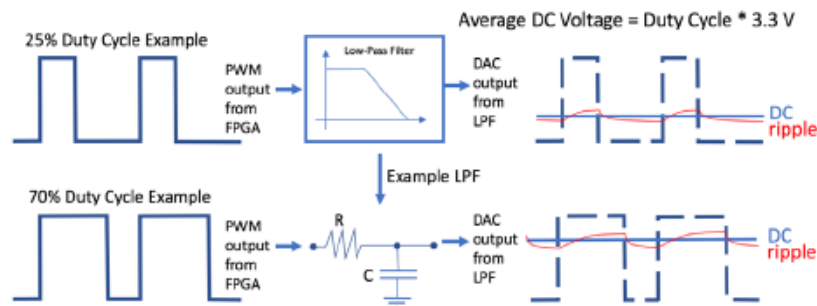 Average DC Voltage = Duty Cycle * 3.3 V
25% Duty Cycle Example
PWM
output
from
FPGA
Low-Pass Filter
DAC
output
from
LPF
DC
ripple
Example LPF
70% Duty Cycle Example
PWM
output
from
FPGA
R
C
DAC
output
from
LPF
DC
ripple